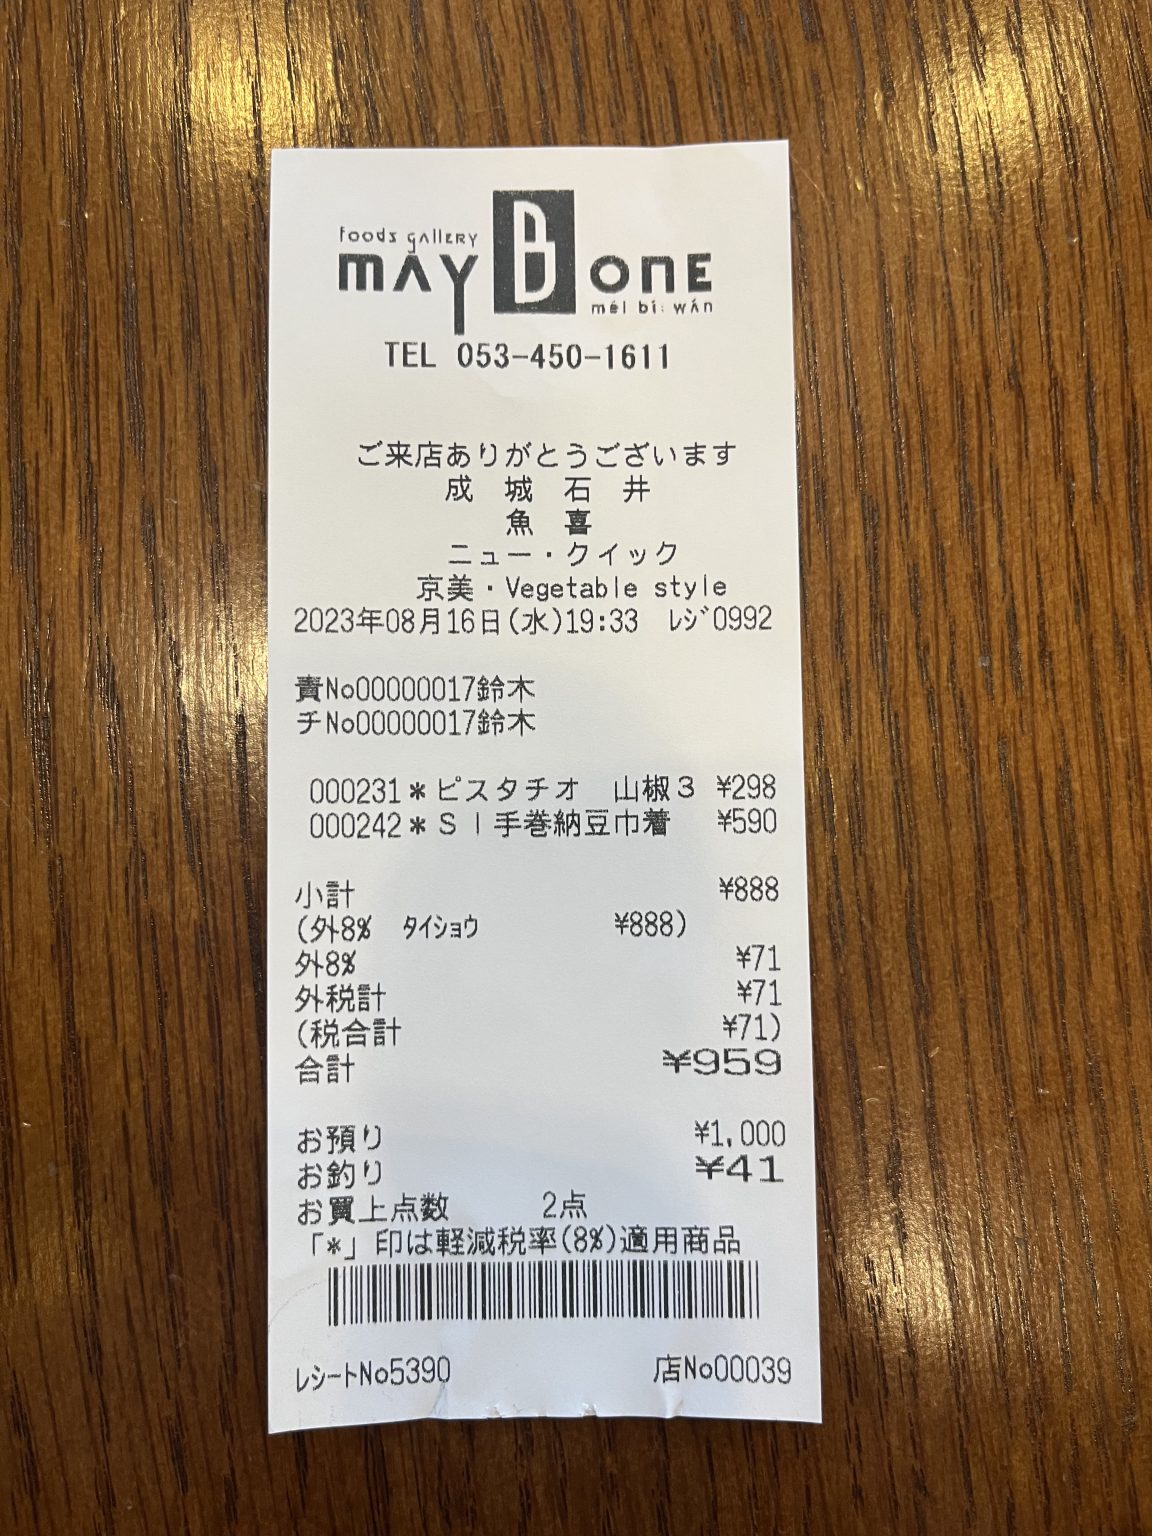 foods gallery
may B one
méi bí: wán
TEL 053-450-1611
ご来店ありがとうございます
成 城 石 井
魚 喜
ニュー・クイック
京美・Vegetable style
2023年08月16日(水)19:33 ﾚｼﾞ0992
責No00000017鈴木
チNo00000017鈴木
000231*ピスタチオ 山椒3 ¥298
000242*SI手巻納豆巾着 ¥590
小計 ¥888
(外8% ﾀｲｼｮｳ ¥888)
外8% ¥71
外税計 ¥71
(税合計 ¥71)
合計 ¥959
お預り ¥1,000
お釣り ¥41
お買上点数 2点
「*」印は軽減税率(8%)適用商品
ﾚｼｰﾄNo5390 店No00039